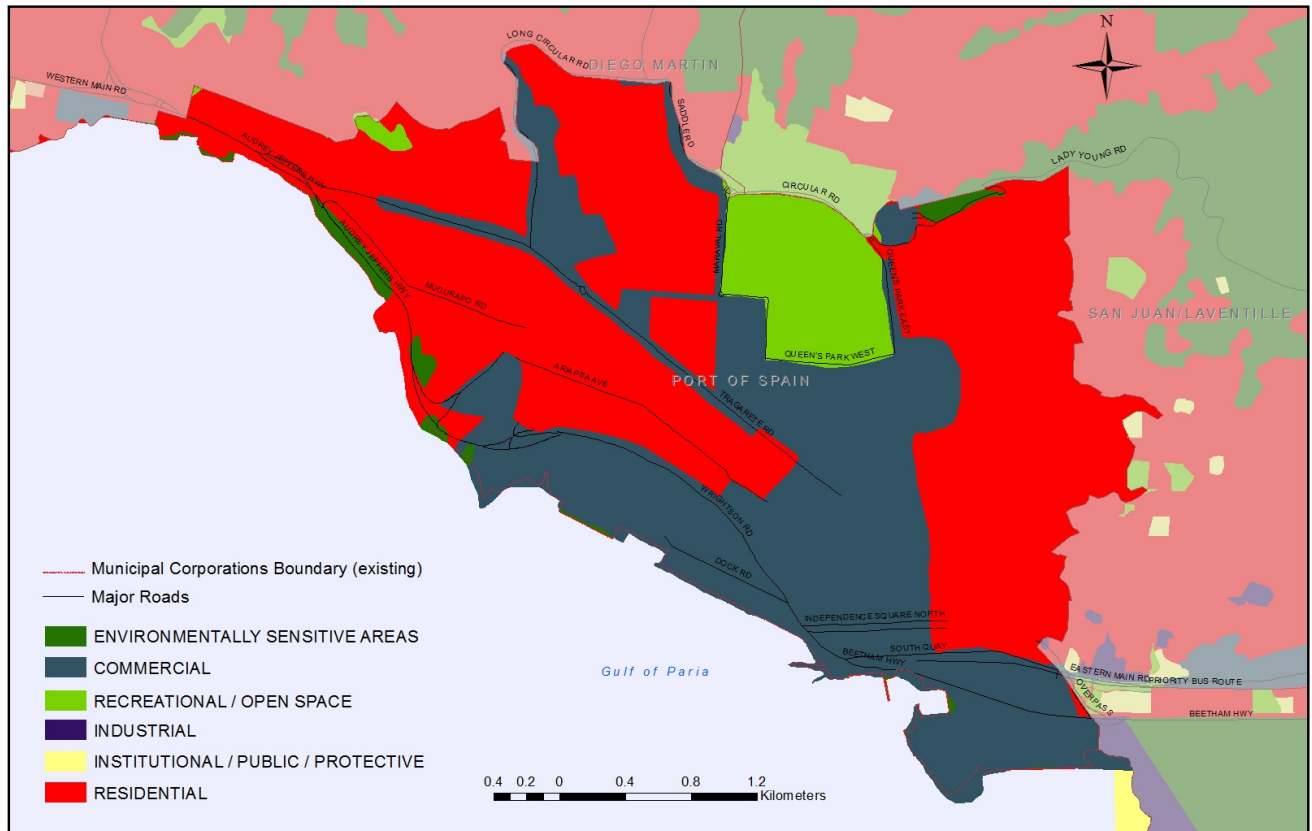 N
LONG CIRCULAR RD
DIEGO MARTIN
WESTERN MAIN RD
SADDLE RD
LADY YOUNG RD
AUDREY JEFFERS HWY
CIRCULAR RD
AUDREY JEFFERS HWY
MARAVAL RD
QUEEN'S PARK EAST
MUCURAPO RD
SAN JUAN/LAVENTILLE
QUEEN'S PARK WEST
ARIAPITA AVE
PORT OF SPAIN
TRAGARETE RD
WRIGHTSON RD
DOCK RD
INDEPENDENCE SQUARE NORTH
SOUTH QUAY
BEETHAM HWY
EASTERN MAIN RD
PRIORITY BUS ROUTE
OVERPASS
BEETHAM HWY
Gulf of Paria
Municipal Corporations Boundary (existing)
Major Roads
ENVIRONMENTALLY SENSITIVE AREAS
COMMERCIAL
RECREATIONAL / OPEN SPACE
INDUSTRIAL
INSTITUTIONAL / PUBLIC / PROTECTIVE
RESIDENTIAL
0.4 0.2 0 0.4 0.8 1.2
Kilometers